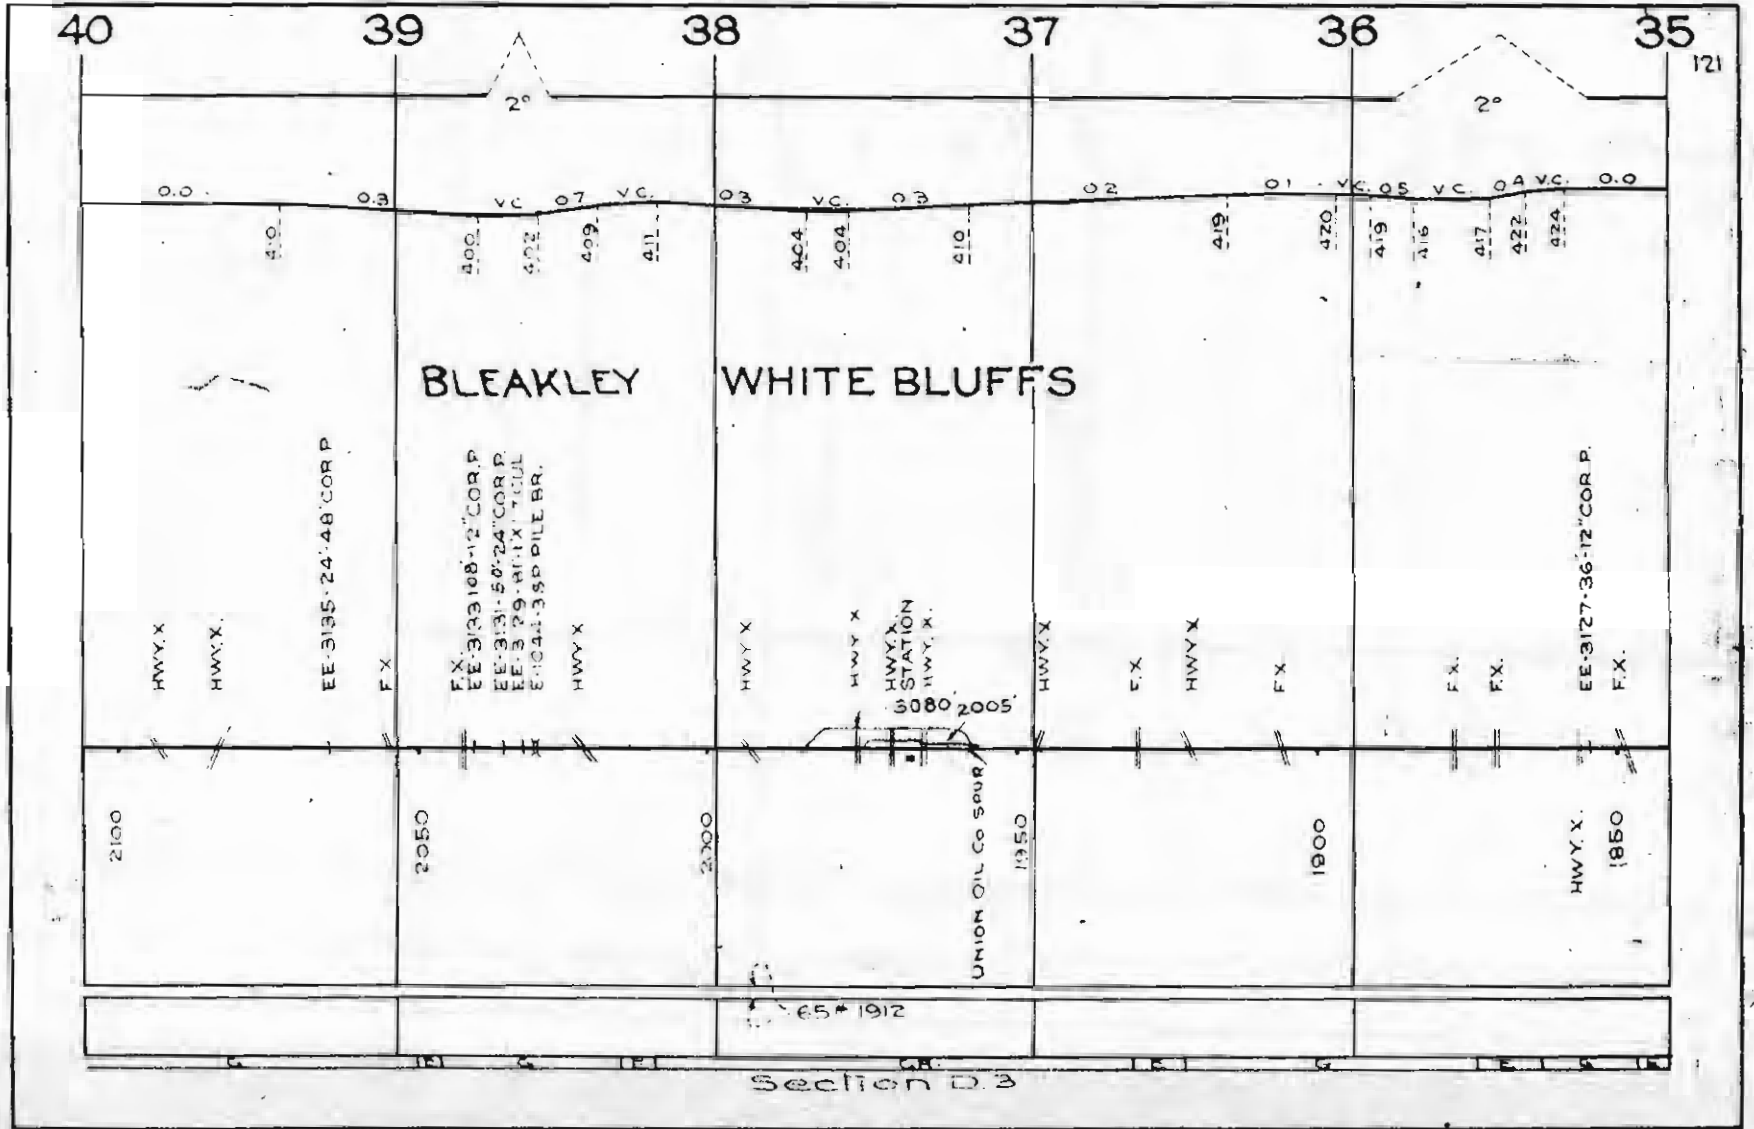 40 39 38 37 36 35
121
2° 2°
0.0 0.3 V.C. 0.7 V.C. 0.3 V.C. 0.3 0.2 0.1 V.C. 0.5 V.C. 0.4 V.C. 0.0
410 400 402 409 411 404 404 410 419 420 419 416 417 422 424
BLEAKLEY WHITE BLUFFS
HWY. X
HWY. X.
EE-3135-24'-48" COR P
F X
F.X.
EE-3133 108'-12" COR.P.
EE-3131-50'-24" COR P.
HWY X
HWY X
HWY X
HWY. X.
STATION
HWY. X.
HWY. X
F.X
HWY X
F X
F.X.
F.X.
EE-3127-36'-12" COR P.
F.X.
3080' 2005'
2100
2050
2000
UNION OIL Co SPUR
1950
1900
HWY. X.
1850
65# 1912
G E G E GR. E G E G E
Section D.3